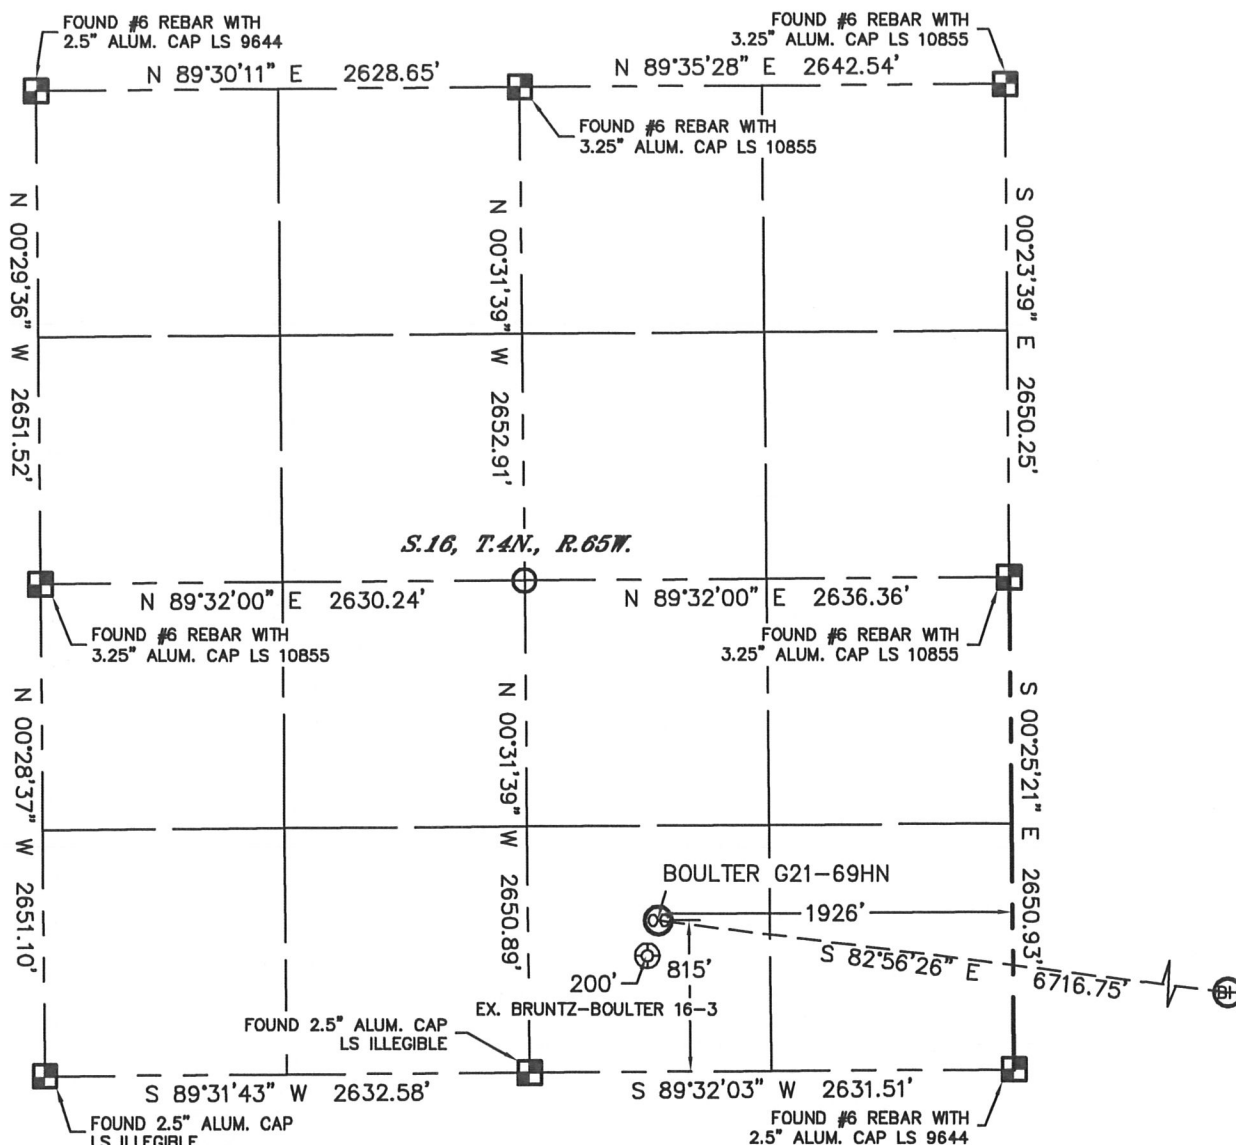 FOUND #6 REBAR WITH
2.5" ALUM. CAP LS 9644
FOUND #6 REBAR WITH
3.25" ALUM. CAP LS 10855
N 89°30'11" E 2628.65'
N 89°35'28" E 2642.54'
FOUND #6 REBAR WITH
3.25" ALUM. CAP LS 10855
N 00°29'36" W 2651.52'
N 00°31'39" W 2652.91'
S 00°23'39" E 2650.25'
S.16, T.4N., R.65W.
N 89°32'00" E 2630.24'
N 89°32'00" E 2636.36'
FOUND #6 REBAR WITH
3.25" ALUM. CAP LS 10855
FOUND #6 REBAR WITH
3.25" ALUM. CAP LS 10855
N 00°28'37" W 2651.10'
N 00°31'39" W 2650.89'
S 00°25'21" E 2650.93'
BOULTER G21-69HN
OG
1926'
S 82°56'26" E 6716.75'
BH
815'
200'
EX. BRUNTZ-BOULTER 16-3
FOUND 2.5" ALUM. CAP
LS ILLEGIBLE
S 89°31'43" W 2632.58'
S 89°32'03" W 2631.51'
FOUND 2.5" ALUM. CAP
LS ILLEGIBLE
FOUND #6 REBAR WITH
2.5" ALUM. CAP LS 9644